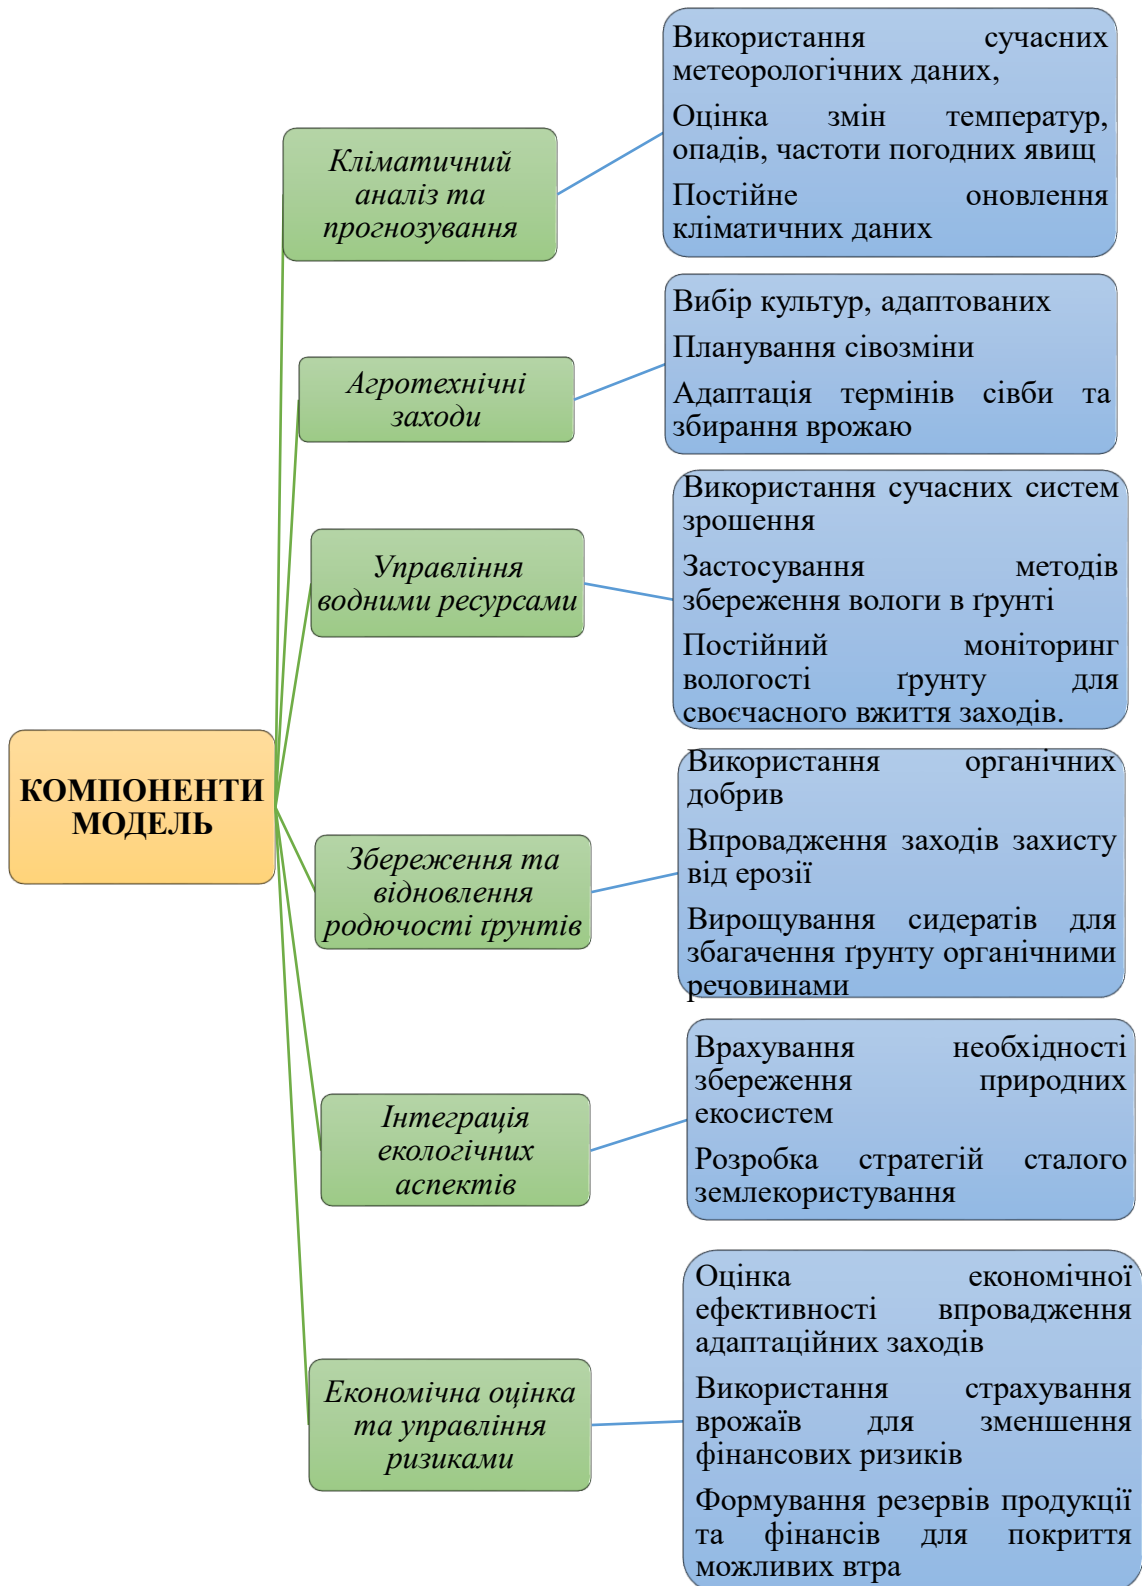 КОМПОНЕНТИ
МОДЕЛЬ
Кліматичний
аналіз та
прогнозування
Використання сучасних
метеорологічних даних,
Оцінка змін температур,
опадів, частоти погодних явищ
Постійне оновлення
кліматичних даних
Агротехнічні
заходи
Вибір культур, адаптованих
Планування сівозміни
Адаптація термінів сівби та
збирання врожаю
Управління
водними ресурсами
Використання сучасних систем
зрошення
Застосування методів
збереження вологи в ґрунті
Постійний моніторинг
вологості ґрунту для
своєчасного вжиття заходів.
Збереження та
відновлення
родючості ґрунтів
Використання органічних
добрив
Впровадження заходів захисту
від ерозії
Вирощування сидератів для
збагачення ґрунту органічними
речовинами
Інтеграція
екологічних
аспектів
Врахування необхідності
збереження природних
екосистем
Розробка стратегій сталого
землекористування
Економічна оцінка
та управління
ризиками
Оцінка економічної
ефективності впровадження
адаптаційних заходів
Використання страхування
врожаїв для зменшення
фінансових ризиків
Формування резервів продукції
та фінансів для покриття
можливих втра